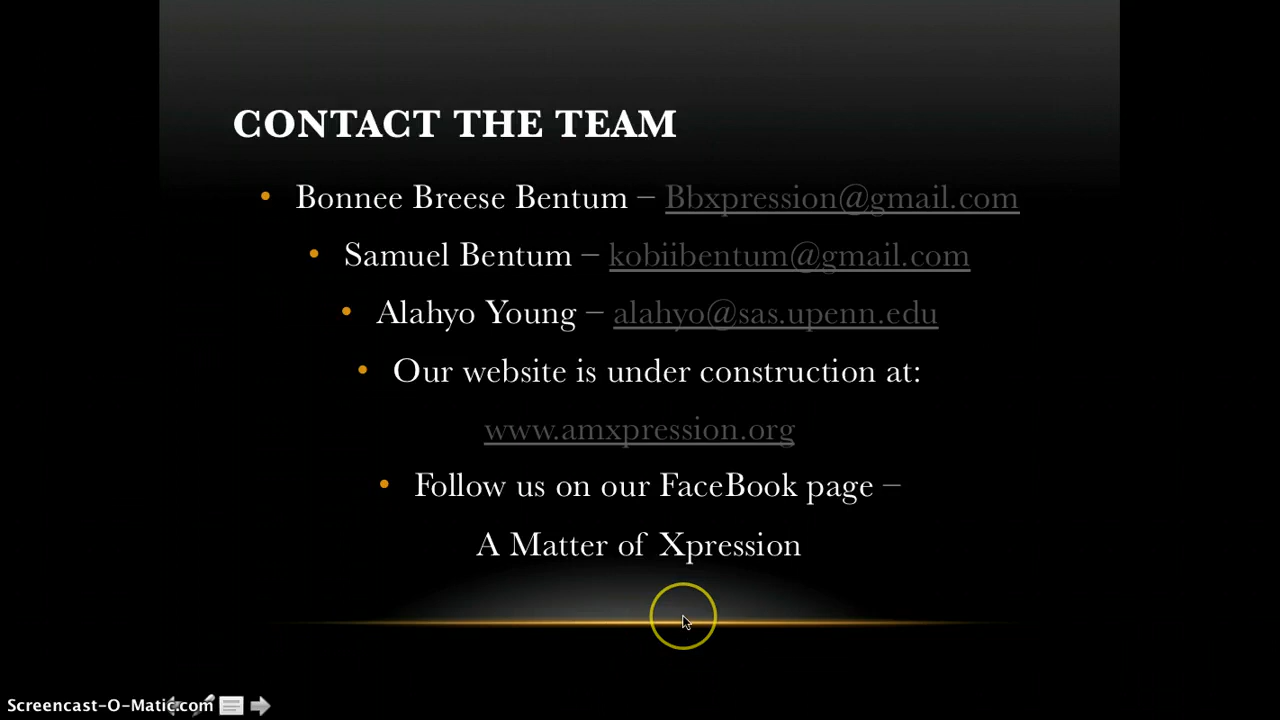 CONTACT THE TEAM
• Bonnee Breese Bentum – Bbxpression@gmail.com
• Samuel Bentum – kobiibentum@gmail.com
• Alahyo Young – alahyo@sas.upenn.edu
• Our website is under construction at:
www.amxpression.org
• Follow us on our FaceBook page –
A Matter of Xpression
Screencast-O-Matic.com